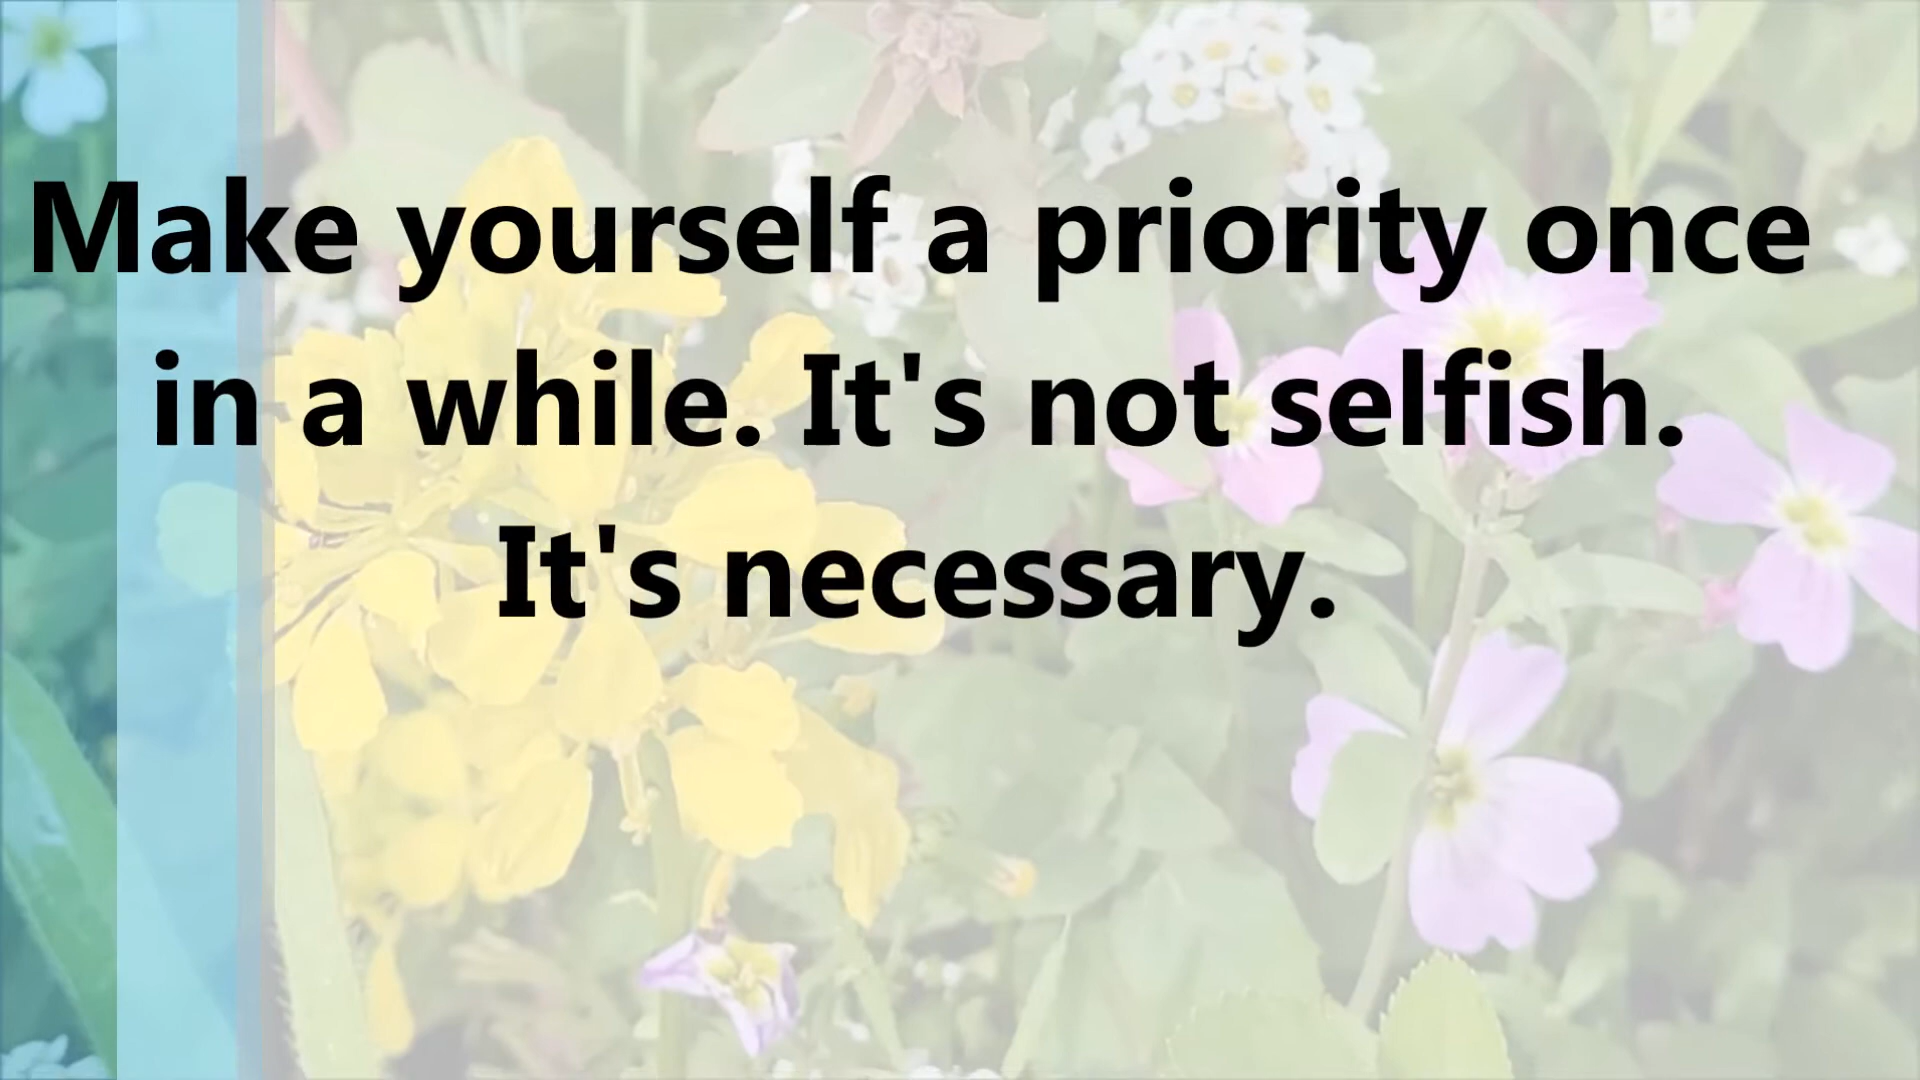 Make yourself a priority once
in a while. It's not selfish.
It's necessary.